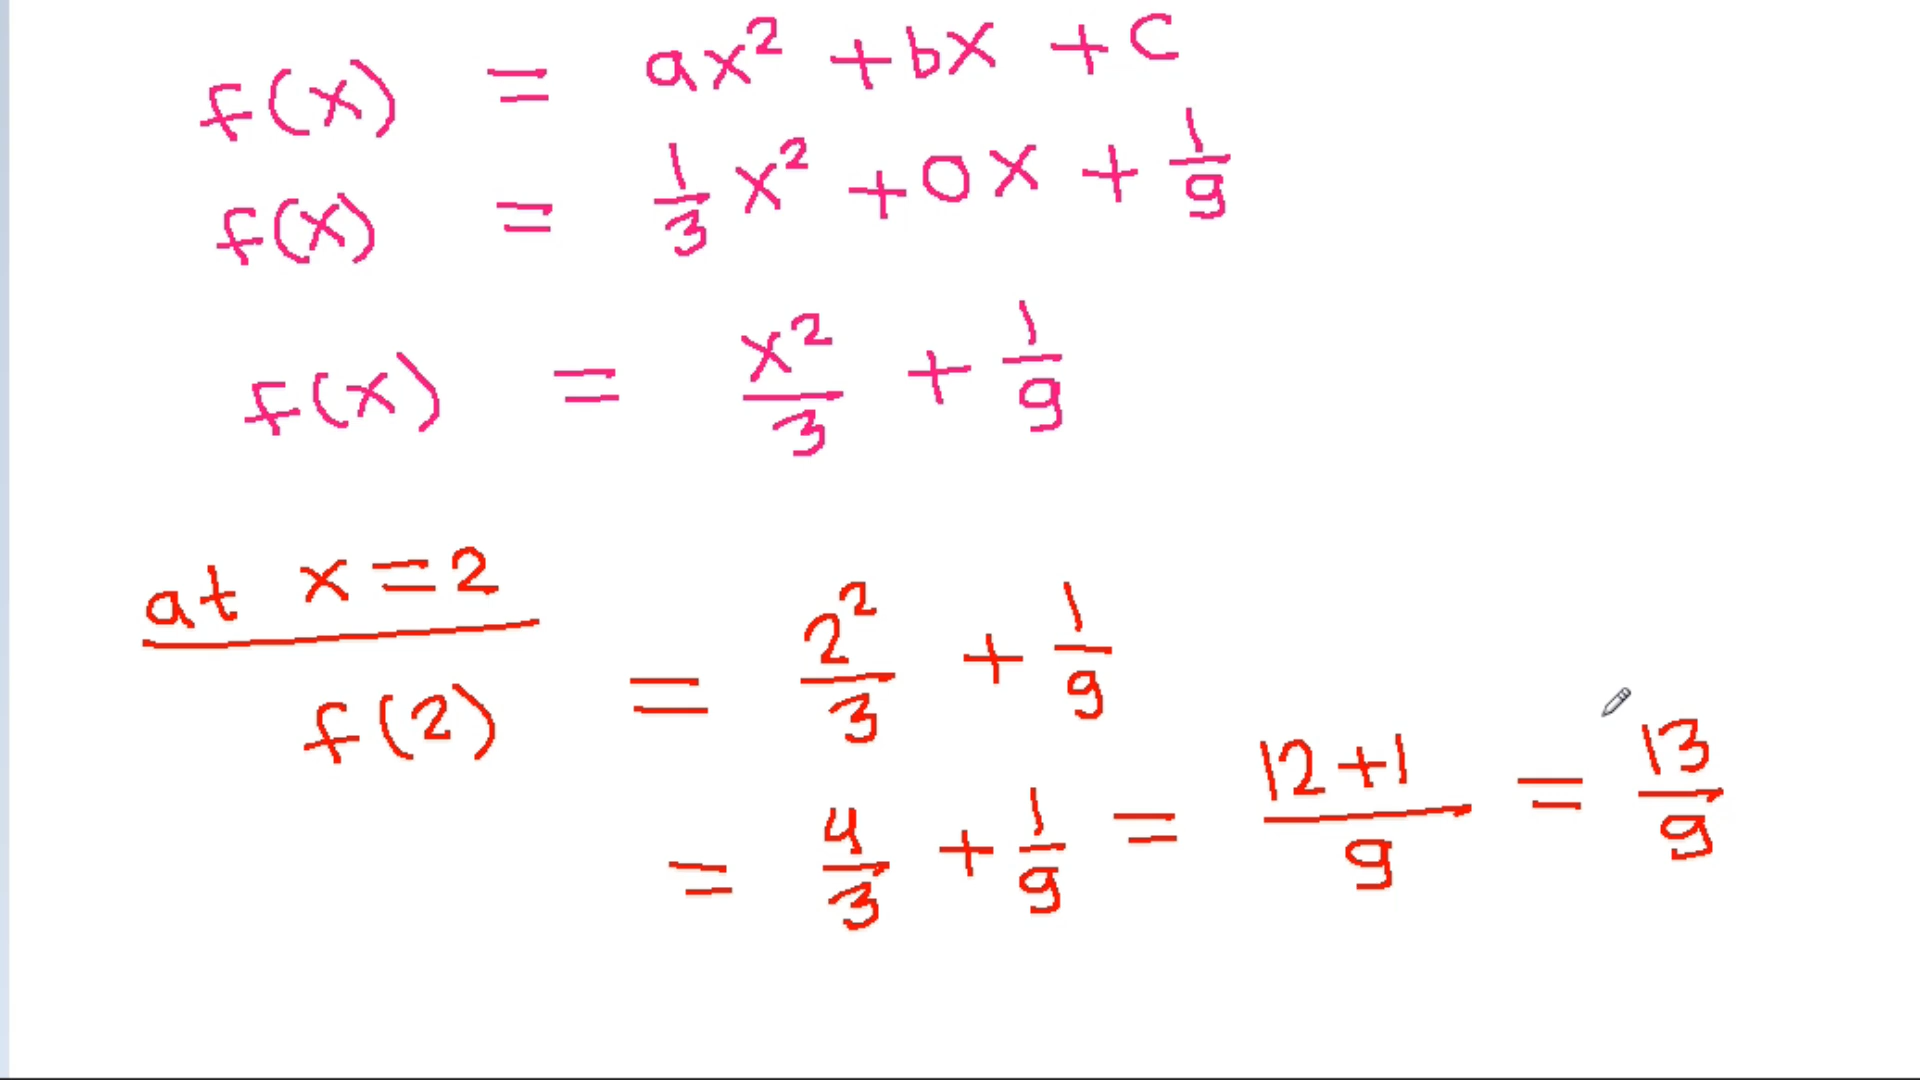 f(x) = ax² + bx + c
f(x) = 1/3 x² + 0x + 1/9
f(x) = x²/3 + 1/9
at x = 2
f(2) = 2²/3 + 1/9
= 4/3 + 1/9 = 12+1/9 = 13/9